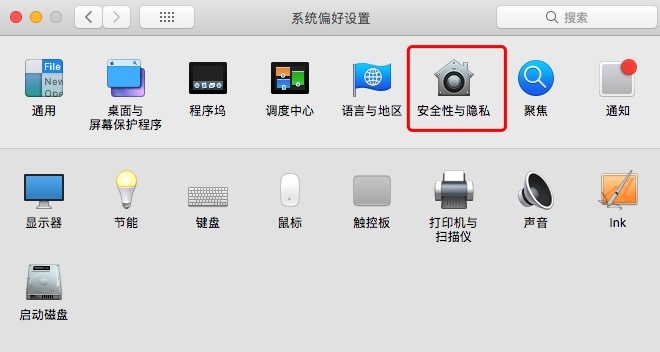 系统偏好设置
搜索
File
New
Ope
通用
桌面与
屏幕保护程序
程序坞
调度中心
语言与地区
安全性与隐私
聚焦
通知
显示器
节能
键盘
鼠标
触控板
打印机与
扫描仪
声音
Ink
启动磁盘